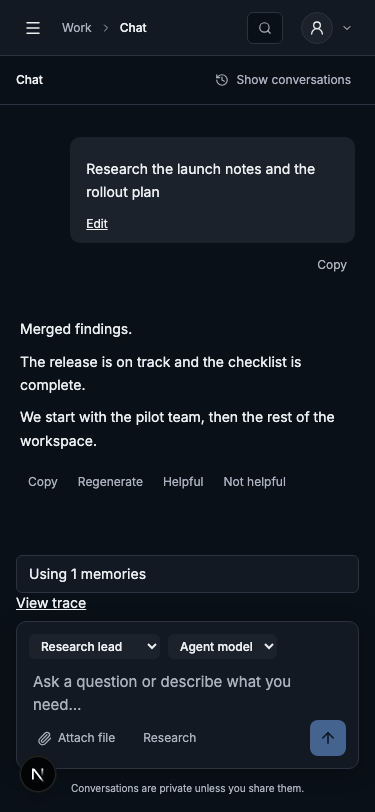 Work > Chat
Chat
Show conversations
Research the launch notes and the
rollout plan
Edit
Copy
Merged findings.
The release is on track and the checklist is
complete.
We start with the pilot team, then the rest of the
workspace.
Copy Regenerate Helpful Not helpful
Using 1 memories
View trace
Research lead Agent model
Ask a question or describe what you
need...
Attach file Research
N
Conversations are private unless you share them.